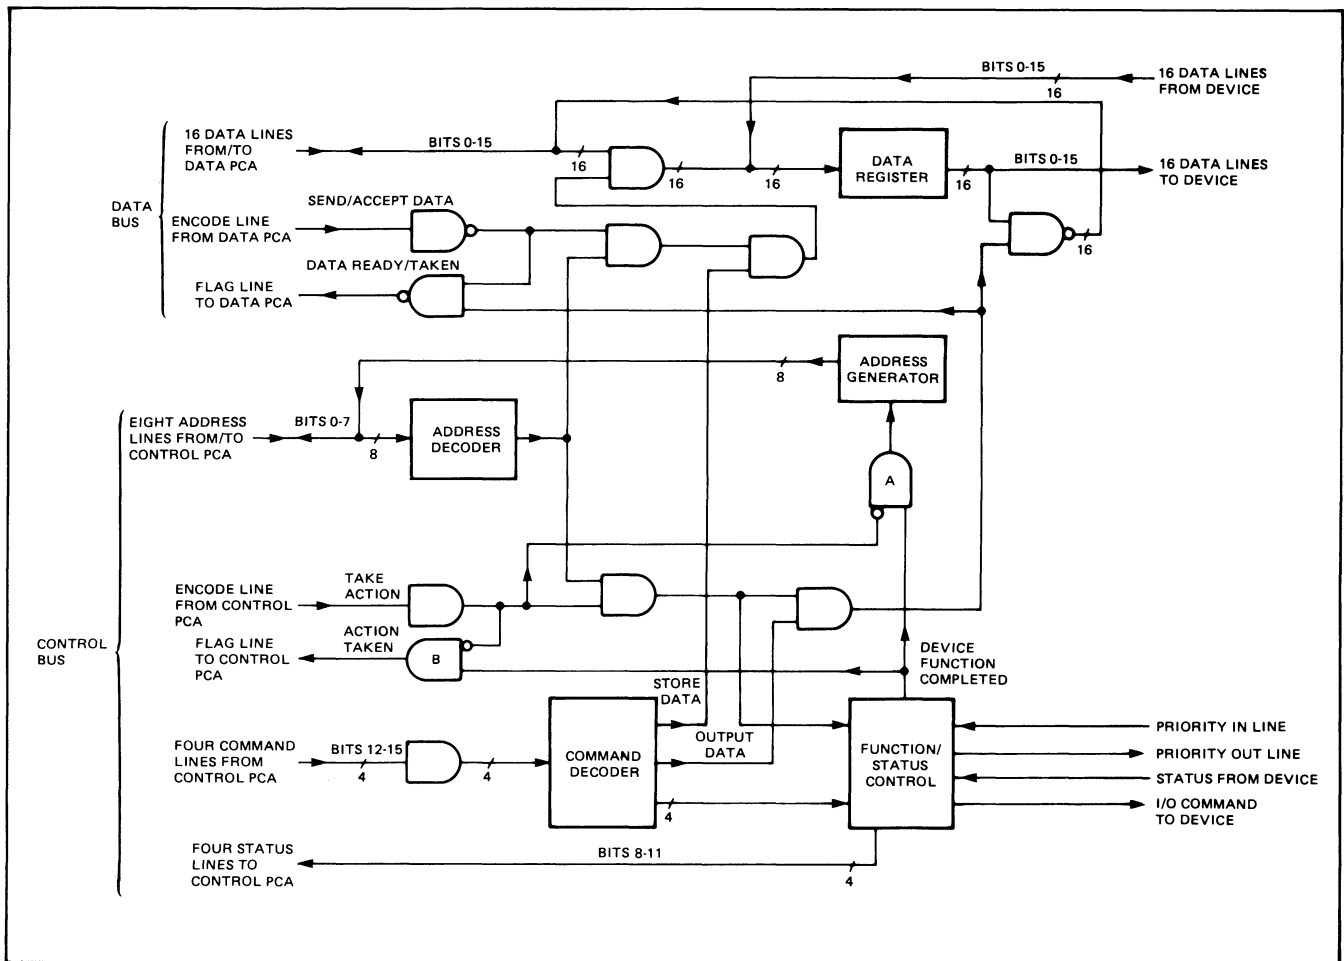 BITS 0-15
16
16 DATA LINES
FROM DEVICE
16 DATA LINES
FROM/TO
DATA PCA
BITS 0-15
16
16
16
DATA
REGISTER
16
BITS 0-15
16 DATA LINES
TO DEVICE
DATA
BUS
SEND/ACCEPT DATA
ENCODE LINE
FROM DATA PCA
16
DATA READY/TAKEN
FLAG LINE
TO DATA PCA
8
ADDRESS
GENERATOR
EIGHT ADDRESS
LINES FROM/TO
CONTROL PCA
BITS 0-7
8
ADDRESS
DECODER
A
ENCODE LINE
FROM CONTROL
PCA
TAKE
ACTION
CONTROL
BUS
FLAG LINE
TO CONTROL
PCA
ACTION
TAKEN
B
DEVICE
FUNCTION
COMPLETED
STORE
DATA
OUTPUT
DATA
FOUR COMMAND
LINES FROM
CONTROL PCA
BITS 12-15
4
4
COMMAND
DECODER
4
FUNCTION/
STATUS
CONTROL
PRIORITY IN LINE
PRIORITY OUT LINE
STATUS FROM DEVICE
I/O COMMAND
TO DEVICE
FOUR STATUS
LINES TO
CONTROL PCA
BITS 8-11
4